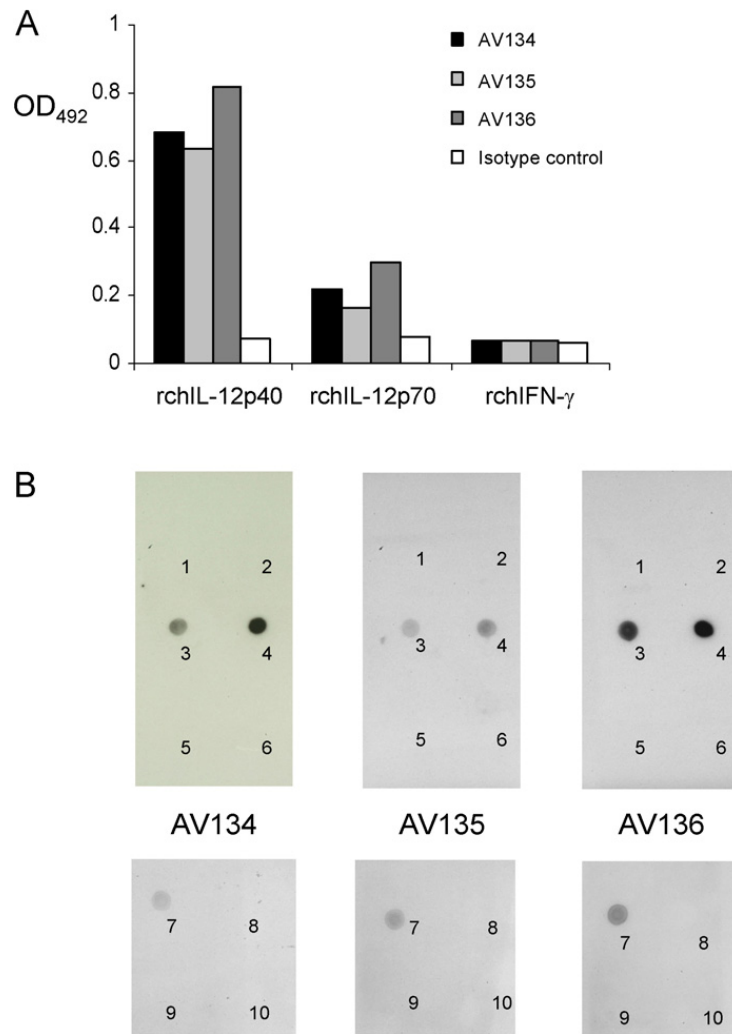 A
OD492
1
0.8
0.6
0.4
0.2
0
AV134
AV135
AV136
Isotype control
rchIL-12p40 rchIL-12p70 rchIFN-γ
B
1 2 1 2 1 2
3 4 3 4 3 4
5 6 5 6 5 6
AV134 AV135 AV136
7 8 7 8 7 8
9 10 9 10 9 10